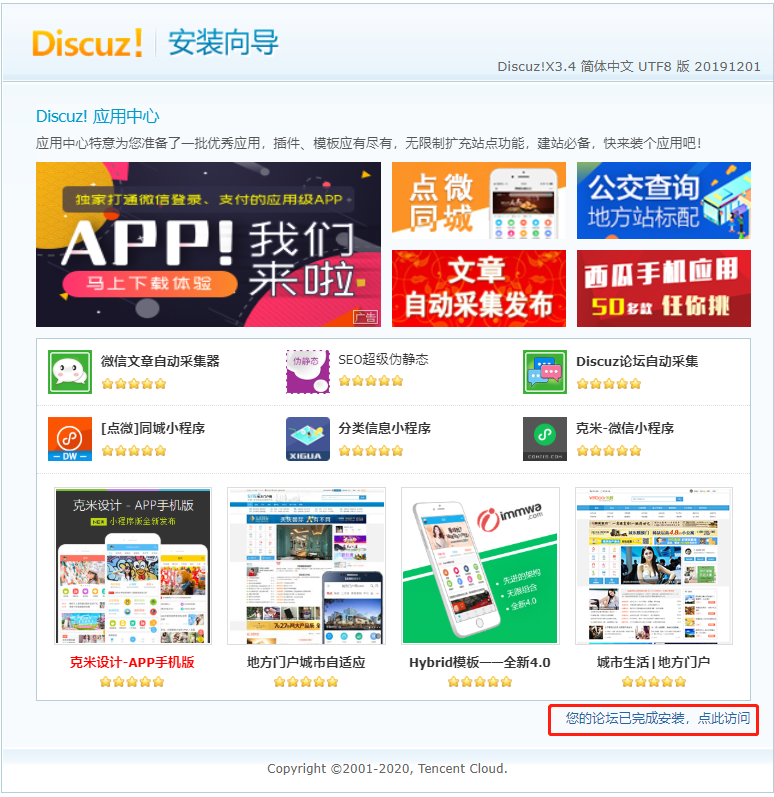 Discuz! 安装向导
Discuz!X3.4 简体中文 UTF8 版 20191201
Discuz! 应用中心
应用中心特意为您准备了一批优秀应用，插件、模板应有尽有，无限制扩充站点功能，建站必备，快来装个应用吧！
独家打通微信登录、支付的应用级APP
APP! 我们来啦
马上下载体验
广告
点微
同城
公交查询
地方站标配
文章
自动采集发布
西瓜手机应用
50多款 任你挑
微信文章自动采集器
伪静态
SEO超级伪静态
Discuz论坛自动采集
DW
[点微]同城小程序
XIGUA
分类信息小程序
COMEIS.COM
克米-微信小程序
克米设计 - APP手机版
NEW 小程序版全新发布
immwa
.com
先进的架构
无限组合
全新4.0
克米设计-APP手机版
地方门户城市自适应
Hybrid模板——全新4.0
城市生活|地方门户
您的论坛已完成安装，点此访问
Copyright ©2001-2020, Tencent Cloud.